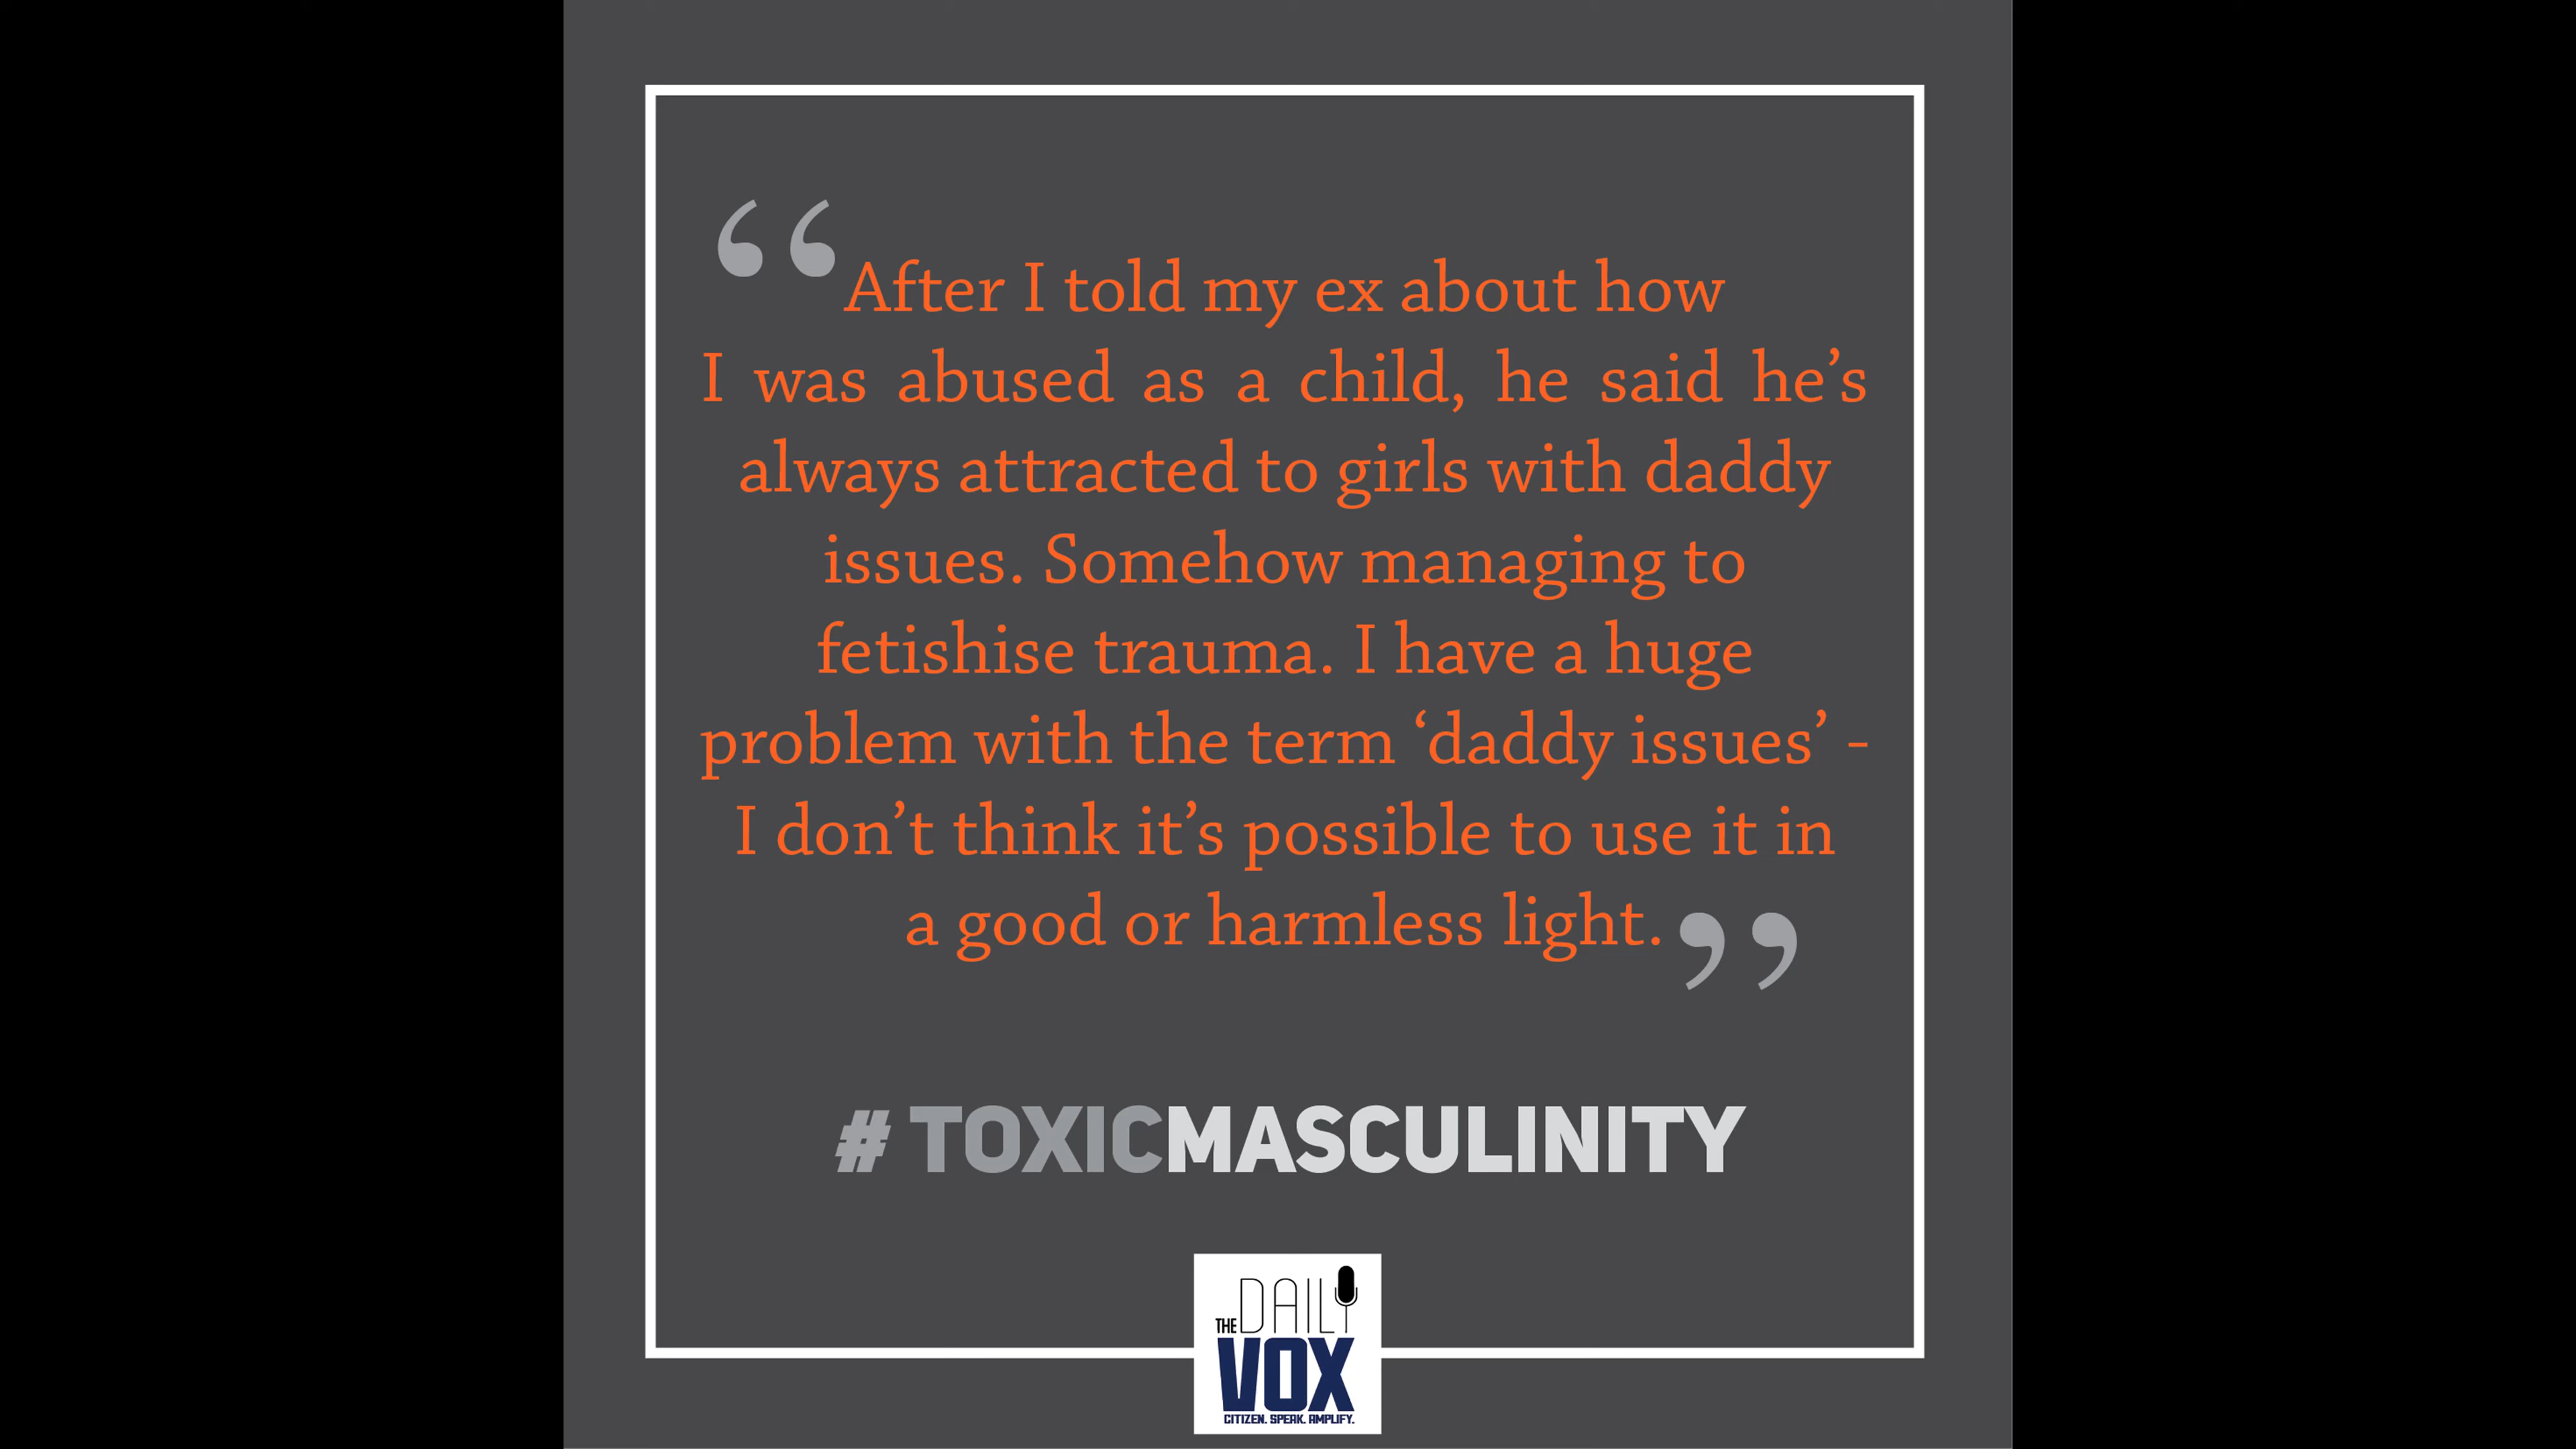 “After I told my ex about how
I was abused as a child, he said he’s
always attracted to girls with daddy
issues. Somehow managing to
fetishise trauma. I have a huge
problem with the term ‘daddy issues’ -
I don’t think it’s possible to use it in
a good or harmless light.”
# TOXICMASCULINITY
THE DAILY
VOX
CITIZEN. SPEAK. AMPLIFY.